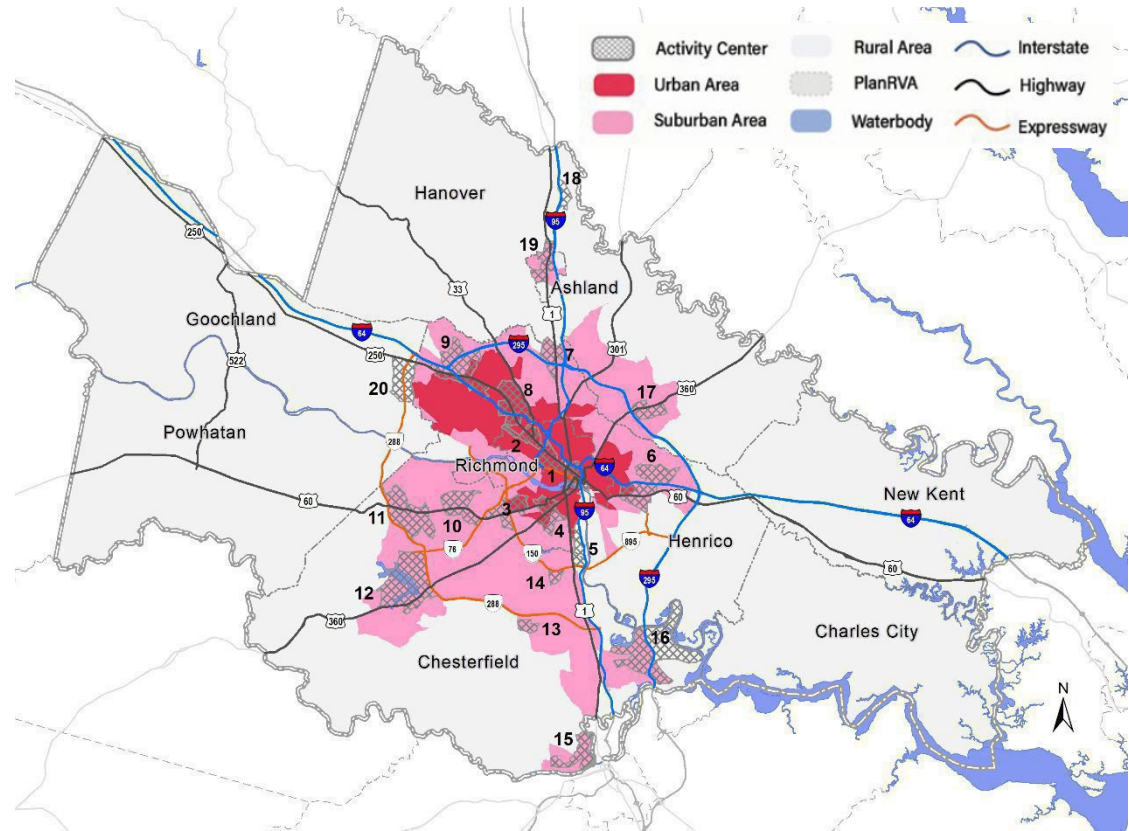 Activity Center
Rural Area
Interstate
Urban Area
PlanRVA
Highway
Suburban Area
Waterbody
Expressway
18
Hanover
95
250
19
33
Ashland
1
Goochland
64
295
9
7
301
250
522
360
20
8
17
Powhatan
288
2
Richmond
6
1
64
60
60
New Kent
11
10
3
95
64
4
Henrico
76
150
5
895
60
12
14
295
288
1
360
13
16
Charles City
Chesterfield
N
15